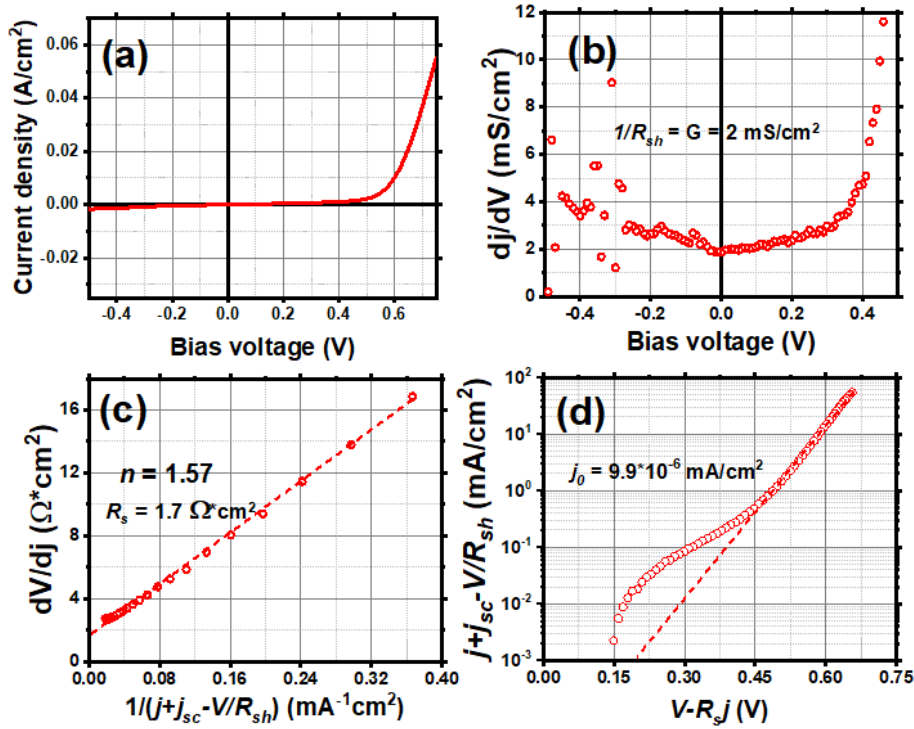 (a)
Current density (A/cm²)
0.06
0.04
0.02
0.00
-0.02
-0.4 -0.2 0.0 0.2 0.4 0.6
Bias voltage (V)
(b)
dj/dV (mS/cm²)
12
10
8
6
4
2
0
1/Rsh = G = 2 mS/cm²
-0.4 -0.2 0.0 0.2 0.4
Bias voltage (V)
(c)
dV/dj (Ω*cm²)
16
12
8
4
0
n = 1.57
Rs = 1.7 Ω*cm²
0.00 0.08 0.16 0.24 0.32 0.40
1/(j+jsc-V/Rsh) (mA⁻¹cm²)
(d)
j+jsc-V/Rsh (mA/cm²)
10²
10¹
10⁰
10⁻¹
10⁻²
10⁻³
j0 = 9.9*10⁻⁶ mA/cm²
0.00 0.15 0.30 0.45 0.60 0.75
V-Rsj (V)